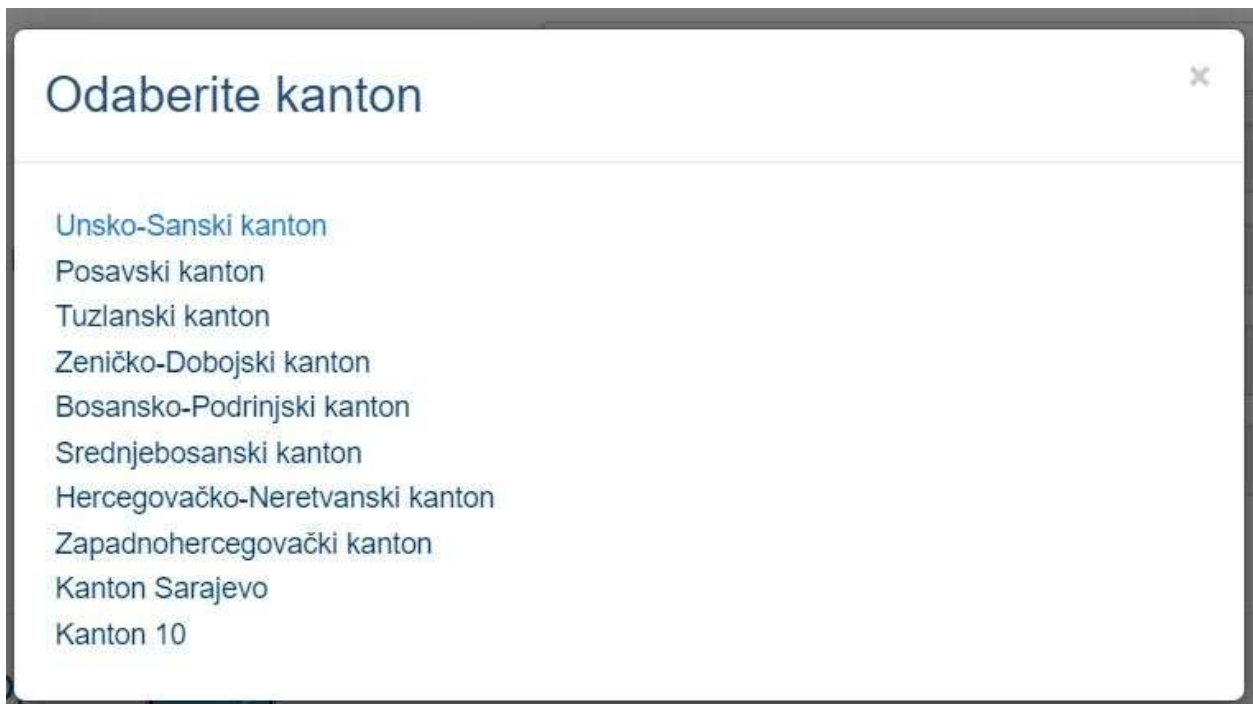 Odaberite kanton
×
Unsko-Sanski kanton
Posavski kanton
Tuzlanski kanton
Zeničko-Dobojski kanton
Bosansko-Podrinjski kanton
Srednjebosanski kanton
Hercegovačko-Neretvanski kanton
Zapadnohercegovački kanton
Kanton Sarajevo
Kanton 10